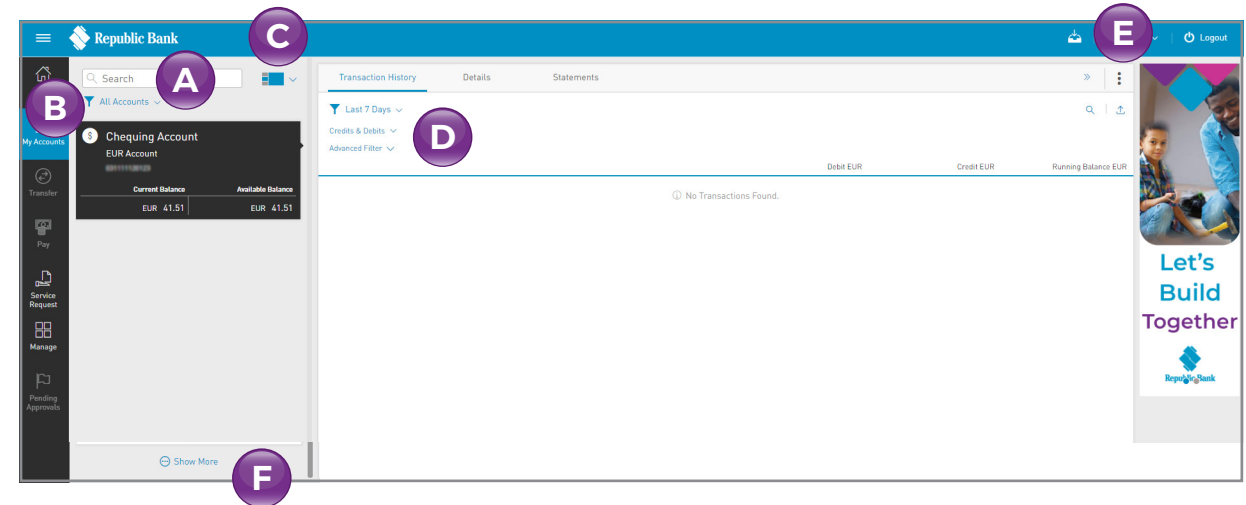 Republic Bank
C
E
Logout
Search
A
All Accounts
B
My Accounts
Transfer
Pay
Service
Request
Manage
Pending
Approvals
$ Chequing Account
EUR Account
Current Balance Available Balance
EUR 41.51 EUR 41.51
Show More
F
Transaction History Details Statements
Last 7 Days
Credits & Debits
Advanced Filter
D
Debit EUR Credit EUR Running Balance EUR
No Transactions Found.
Let's
Build
Together
Republic Bank